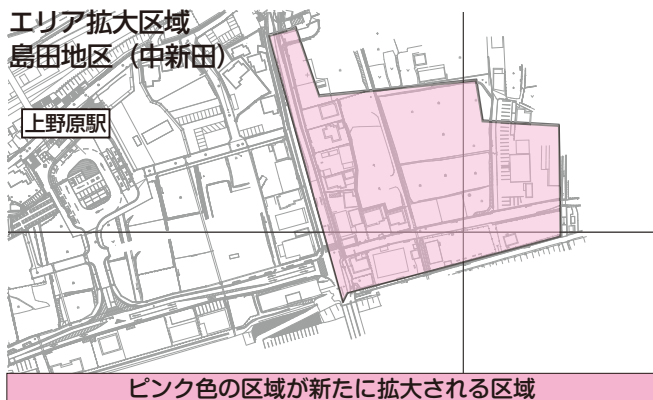 エリア拡大区域
島田地区（中新田）
上野原駅
ピンク色の区域が新たに拡大される区域